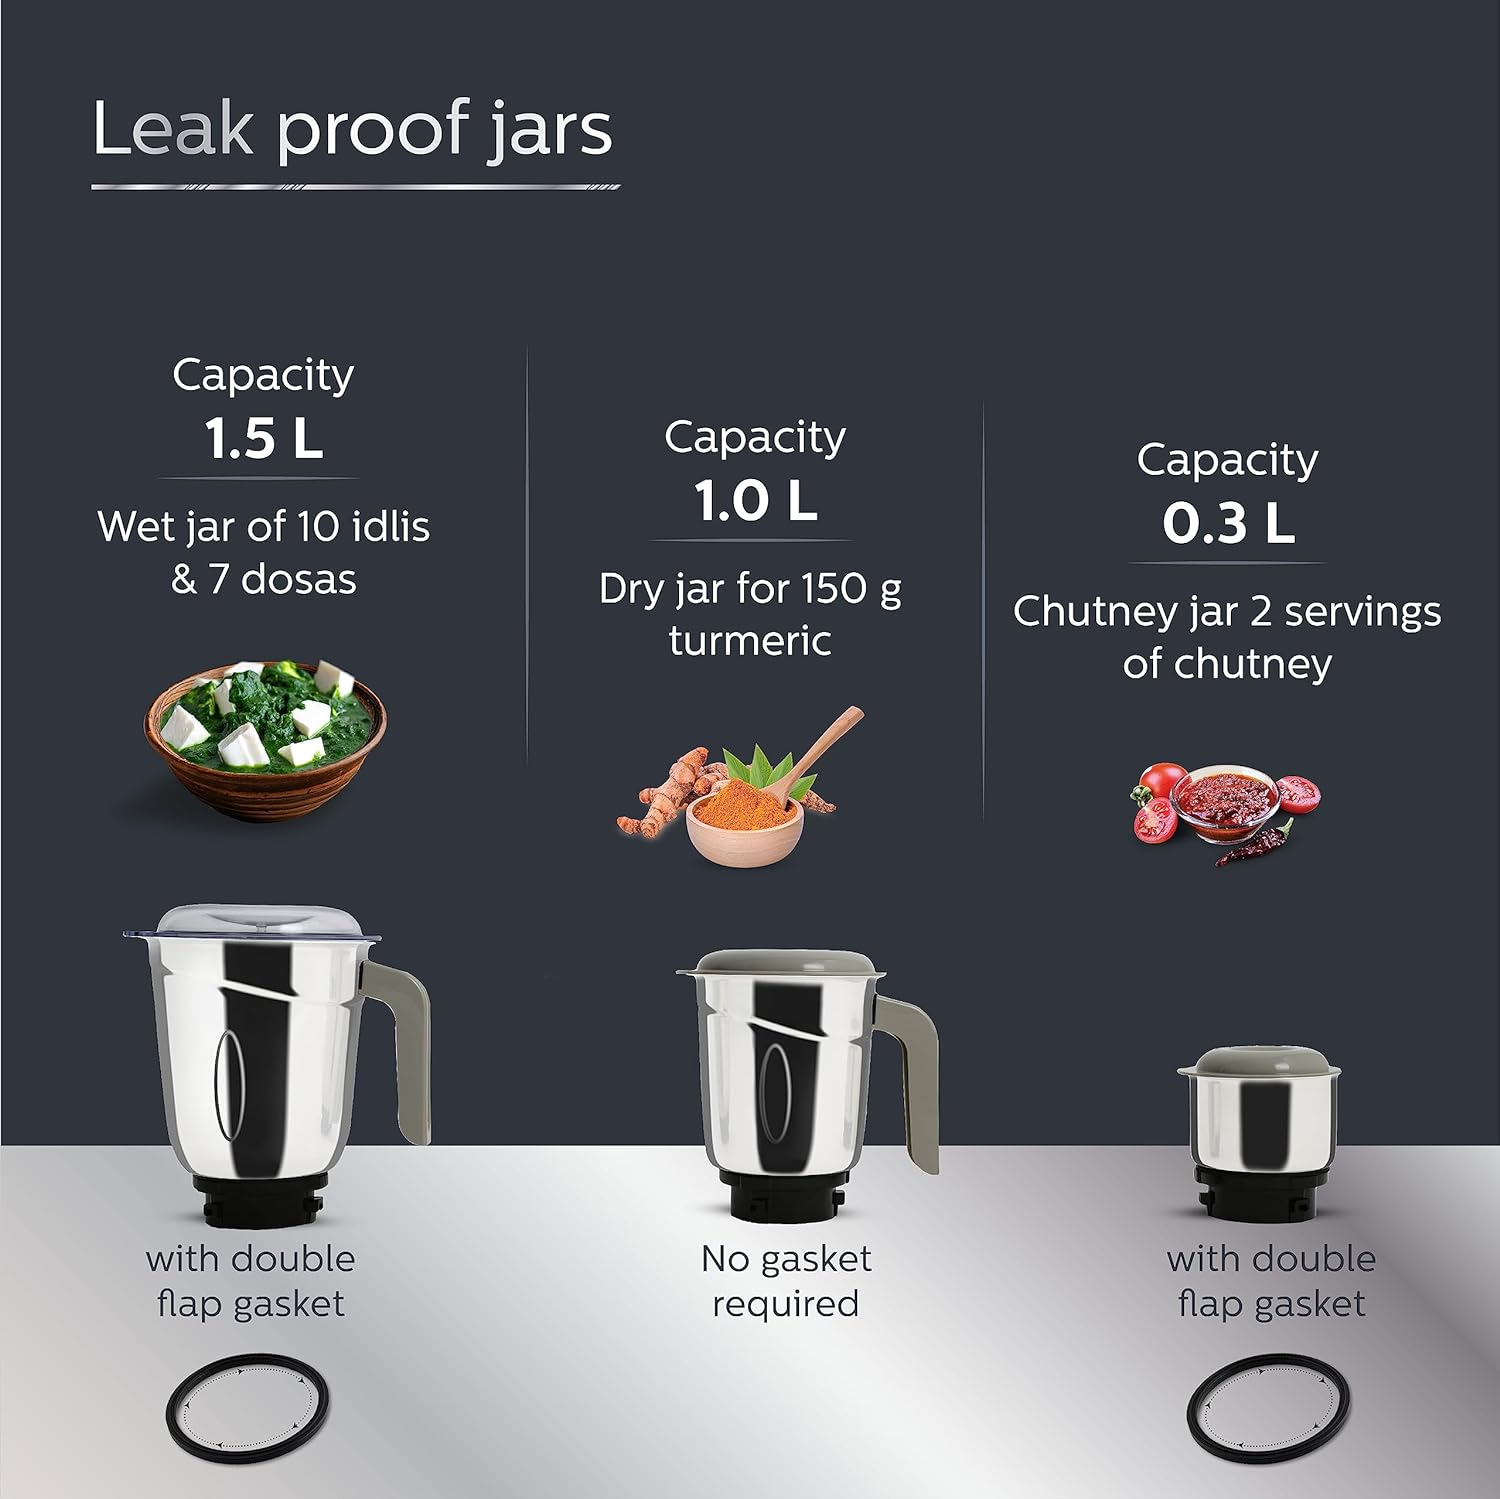 Leak proof jars
Capacity
1.5 L
Wet jar of 10 idlis
& 7 dosas
Capacity
1.0 L
Dry jar for 150 g
turmeric
Capacity
0.3 L
Chutney jar 2 servings
of chutney
with double
flap gasket
No gasket
required
with double
flap gasket